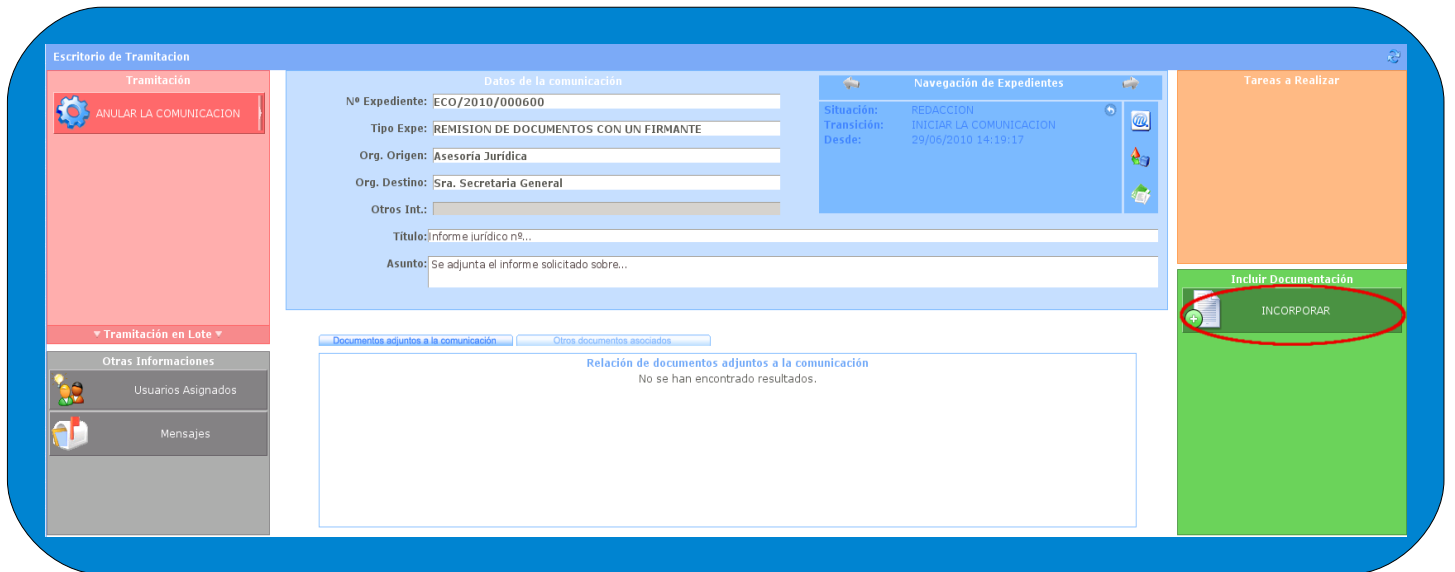 Escritorio de Tramitacion
Tramitación
ANULAR LA COMUNICACION
▼ Tramitación en Lote ▼
Otras Informaciones
Usuarios Asignados
Mensajes
Datos de la comunicación
Nº Expediente: ECO/2010/000600
Tipo Expe: REMISION DE DOCUMENTOS CON UN FIRMANTE
Org. Origen: Asesoría Jurídica
Org. Destino: Sra. Secretaria General
Otros Int.:
Título: Informe jurídico nº...
Asunto: Se adjunta el informe solicitado sobre...
Navegación de Expedientes
Situación: REDACCION
Transición: INICIAR LA COMUNICACION
Desde: 29/06/2010 14:19:17
Documentos adjuntos a la comunicación
Otros documentos asociados
Relación de documentos adjuntos a la comunicación
No se han encontrado resultados.
Tareas a Realizar
Incluir Documentación
INCORPORAR